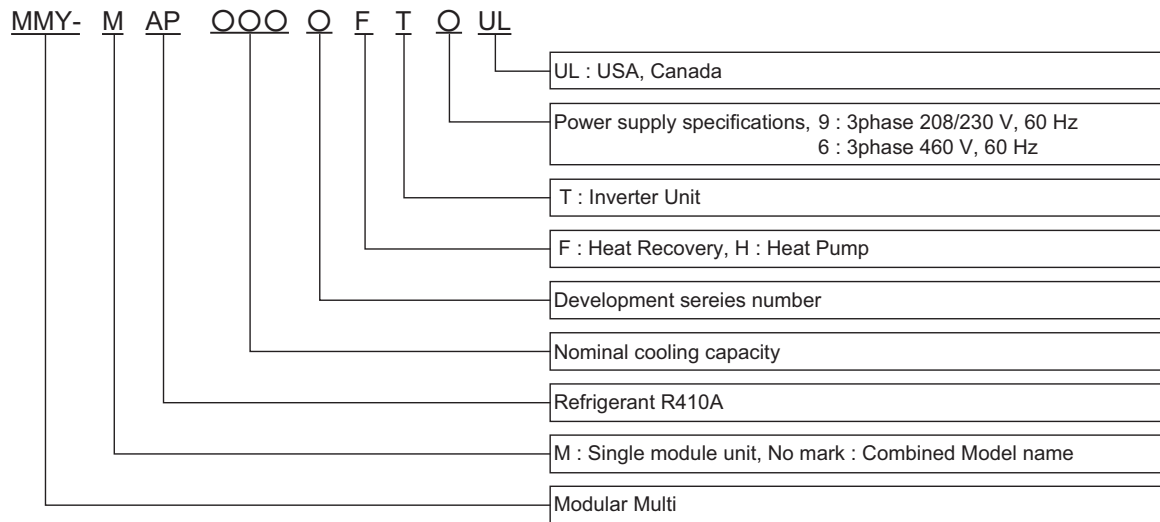 MMY- M AP ○○○ ○ F T ○ UL
UL : USA, Canada
Power supply specifications, 9 : 3phase 208/230 V, 60 Hz
6 : 3phase 460 V, 60 Hz
T : Inverter Unit
F : Heat Recovery, H : Heat Pump
Development sereies number
Nominal cooling capacity
Refrigerant R410A
M : Single module unit, No mark : Combined Model name
Modular Multi